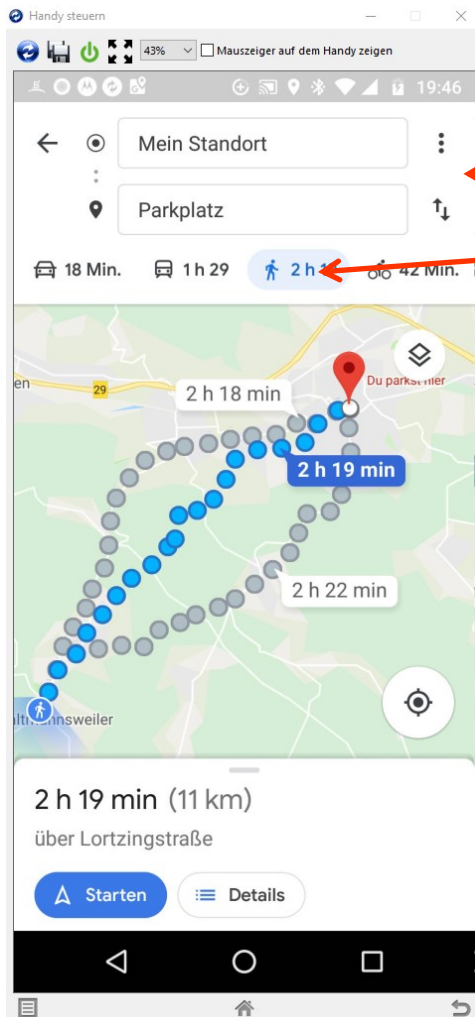 Handy steuern
43%
Mauszeiger auf dem Handy zeigen
19:46
Mein Standort
Parkplatz
18 Min.
1 h 29
2 h
42 Min.
en
29
2 h 18 min
Du parkst hier
2 h 19 min
2 h 22 min
2 h 19 min (11 km)
über Lortzingstraße
Starten
Details